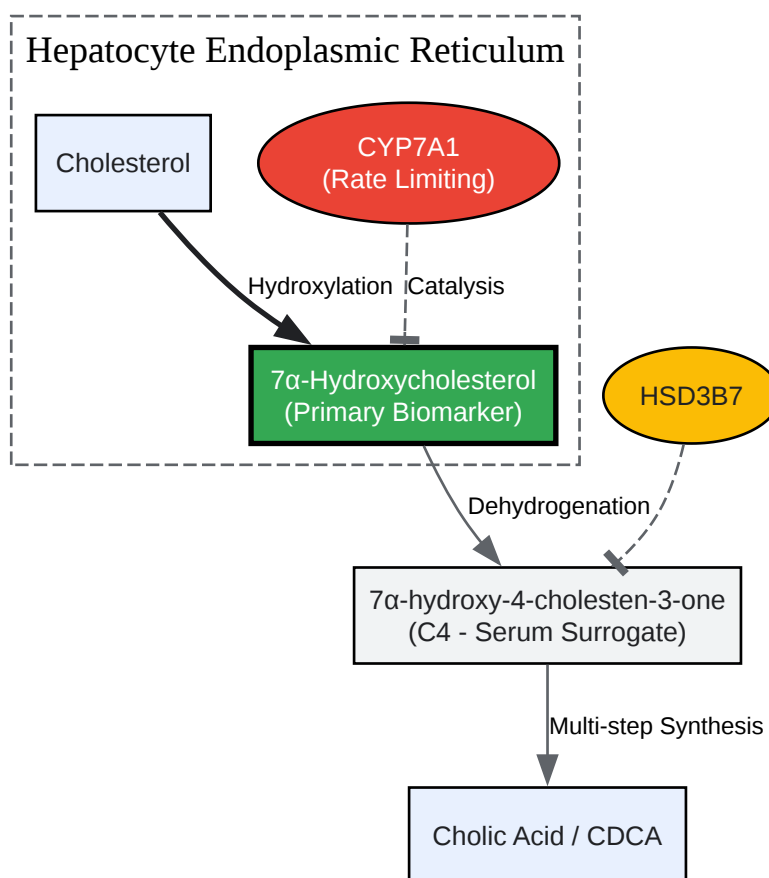 Hepatocyte Endoplasmic Reticulum
Cholesterol
CYP7A1
(Rate Limiting)
Hydroxylation
Catalysis
7α-Hydroxycholesterol
(Primary Biomarker)
HSD3B7
Dehydrogenation
7α-hydroxy-4-cholesten-3-one
(C4 - Serum Surrogate)
Multi-step Synthesis
Cholic Acid / CDCA